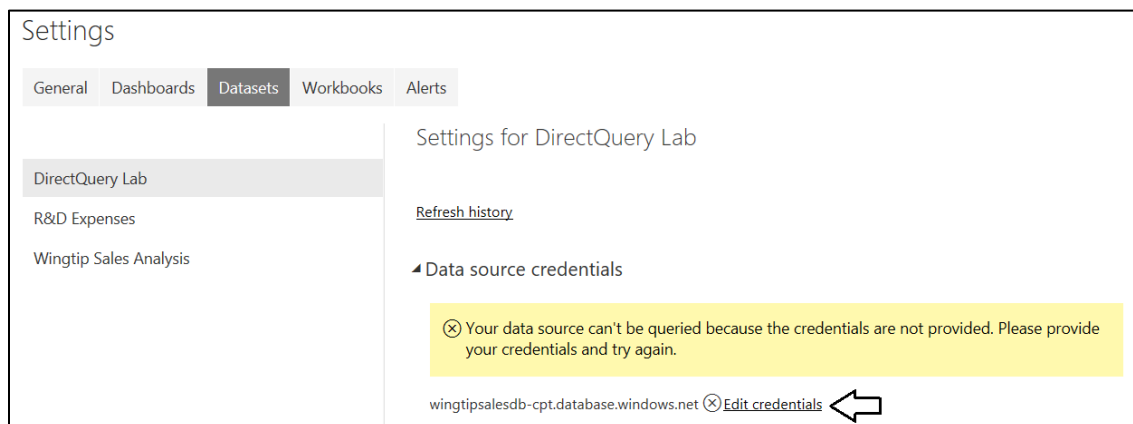 Settings
General Dashboards Datasets Workbooks Alerts
Settings for DirectQuery Lab
DirectQuery Lab
R&D Expenses
Wingtip Sales Analysis
Refresh history
Data source credentials
Your data source can't be queried because the credentials are not provided. Please provide
your credentials and try again.
wingtipsalesdb-cpt.database.windows.net Edit credentials